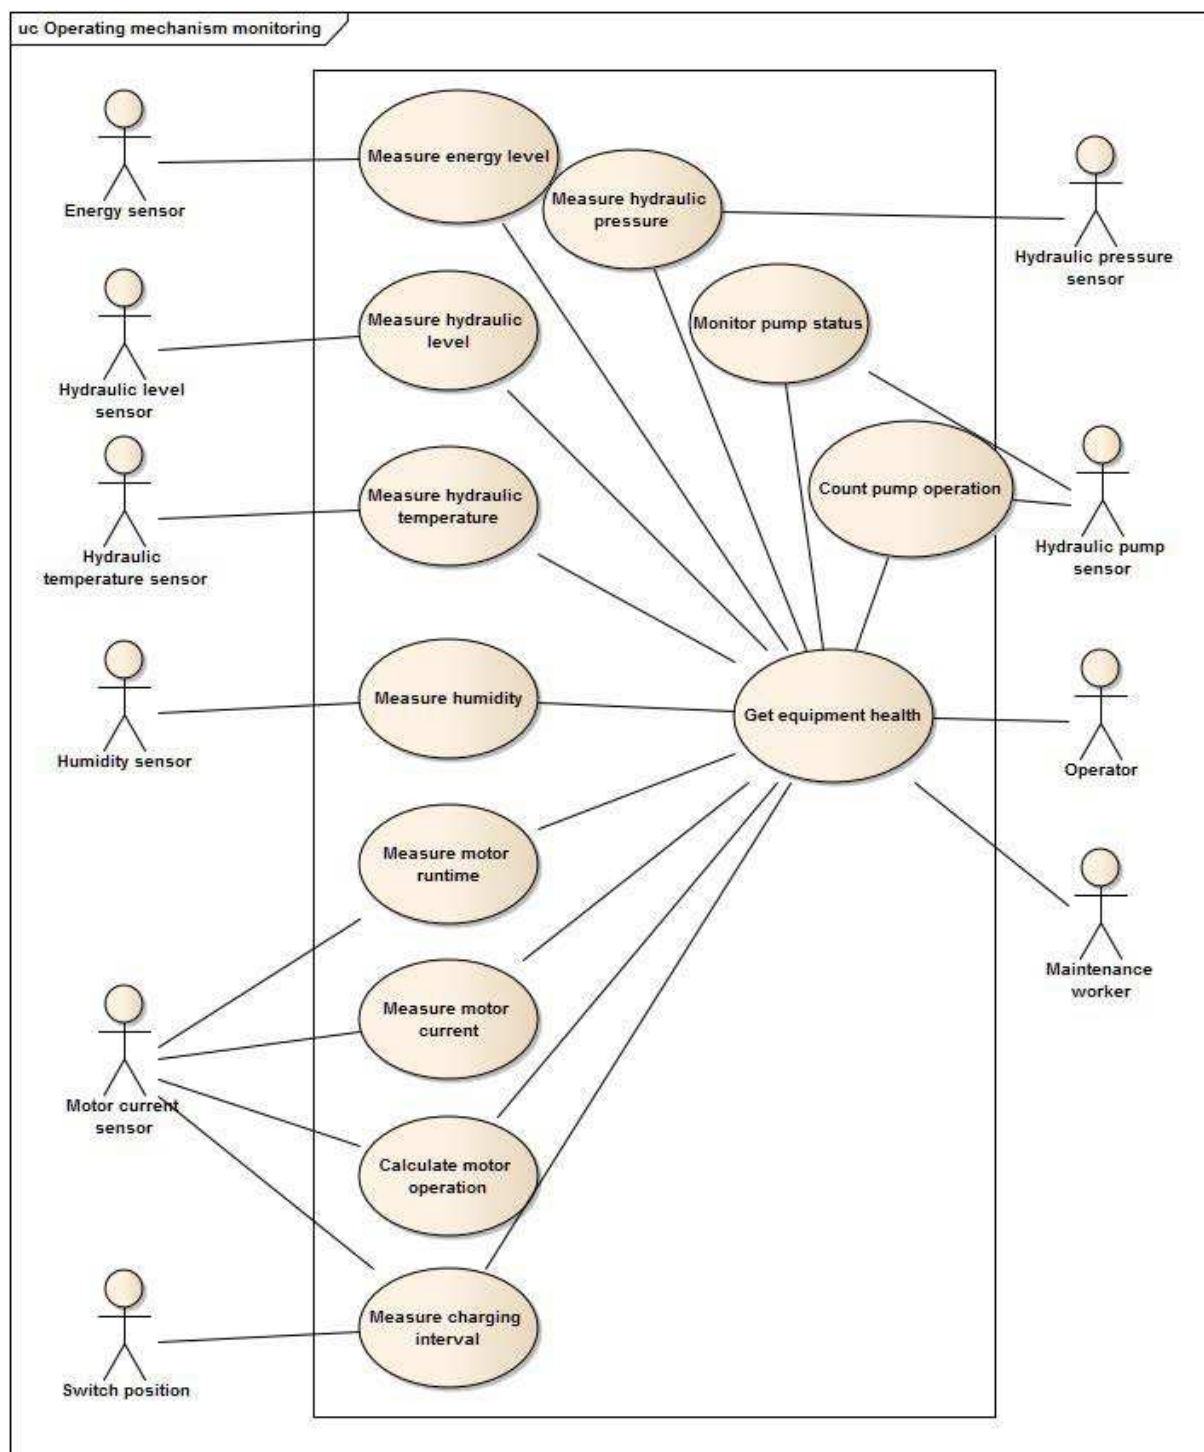 uc Operating mechanism monitoring
Measure energy level
Energy sensor
Measure hydraulic
pressure
Hydraulic pressure
sensor
Measure hydraulic
level
Monitor pump status
Hydraulic level
sensor
Measure hydraulic
temperature
Count pump operation
Hydraulic
temperature sensor
Hydraulic pump
sensor
Measure humidity
Get equipment health
Humidity sensor
Operator
Measure motor
runtime
Maintenance
worker
Measure motor
current
Motor current
sensor
Calculate motor
operation
Measure charging
interval
Switch position